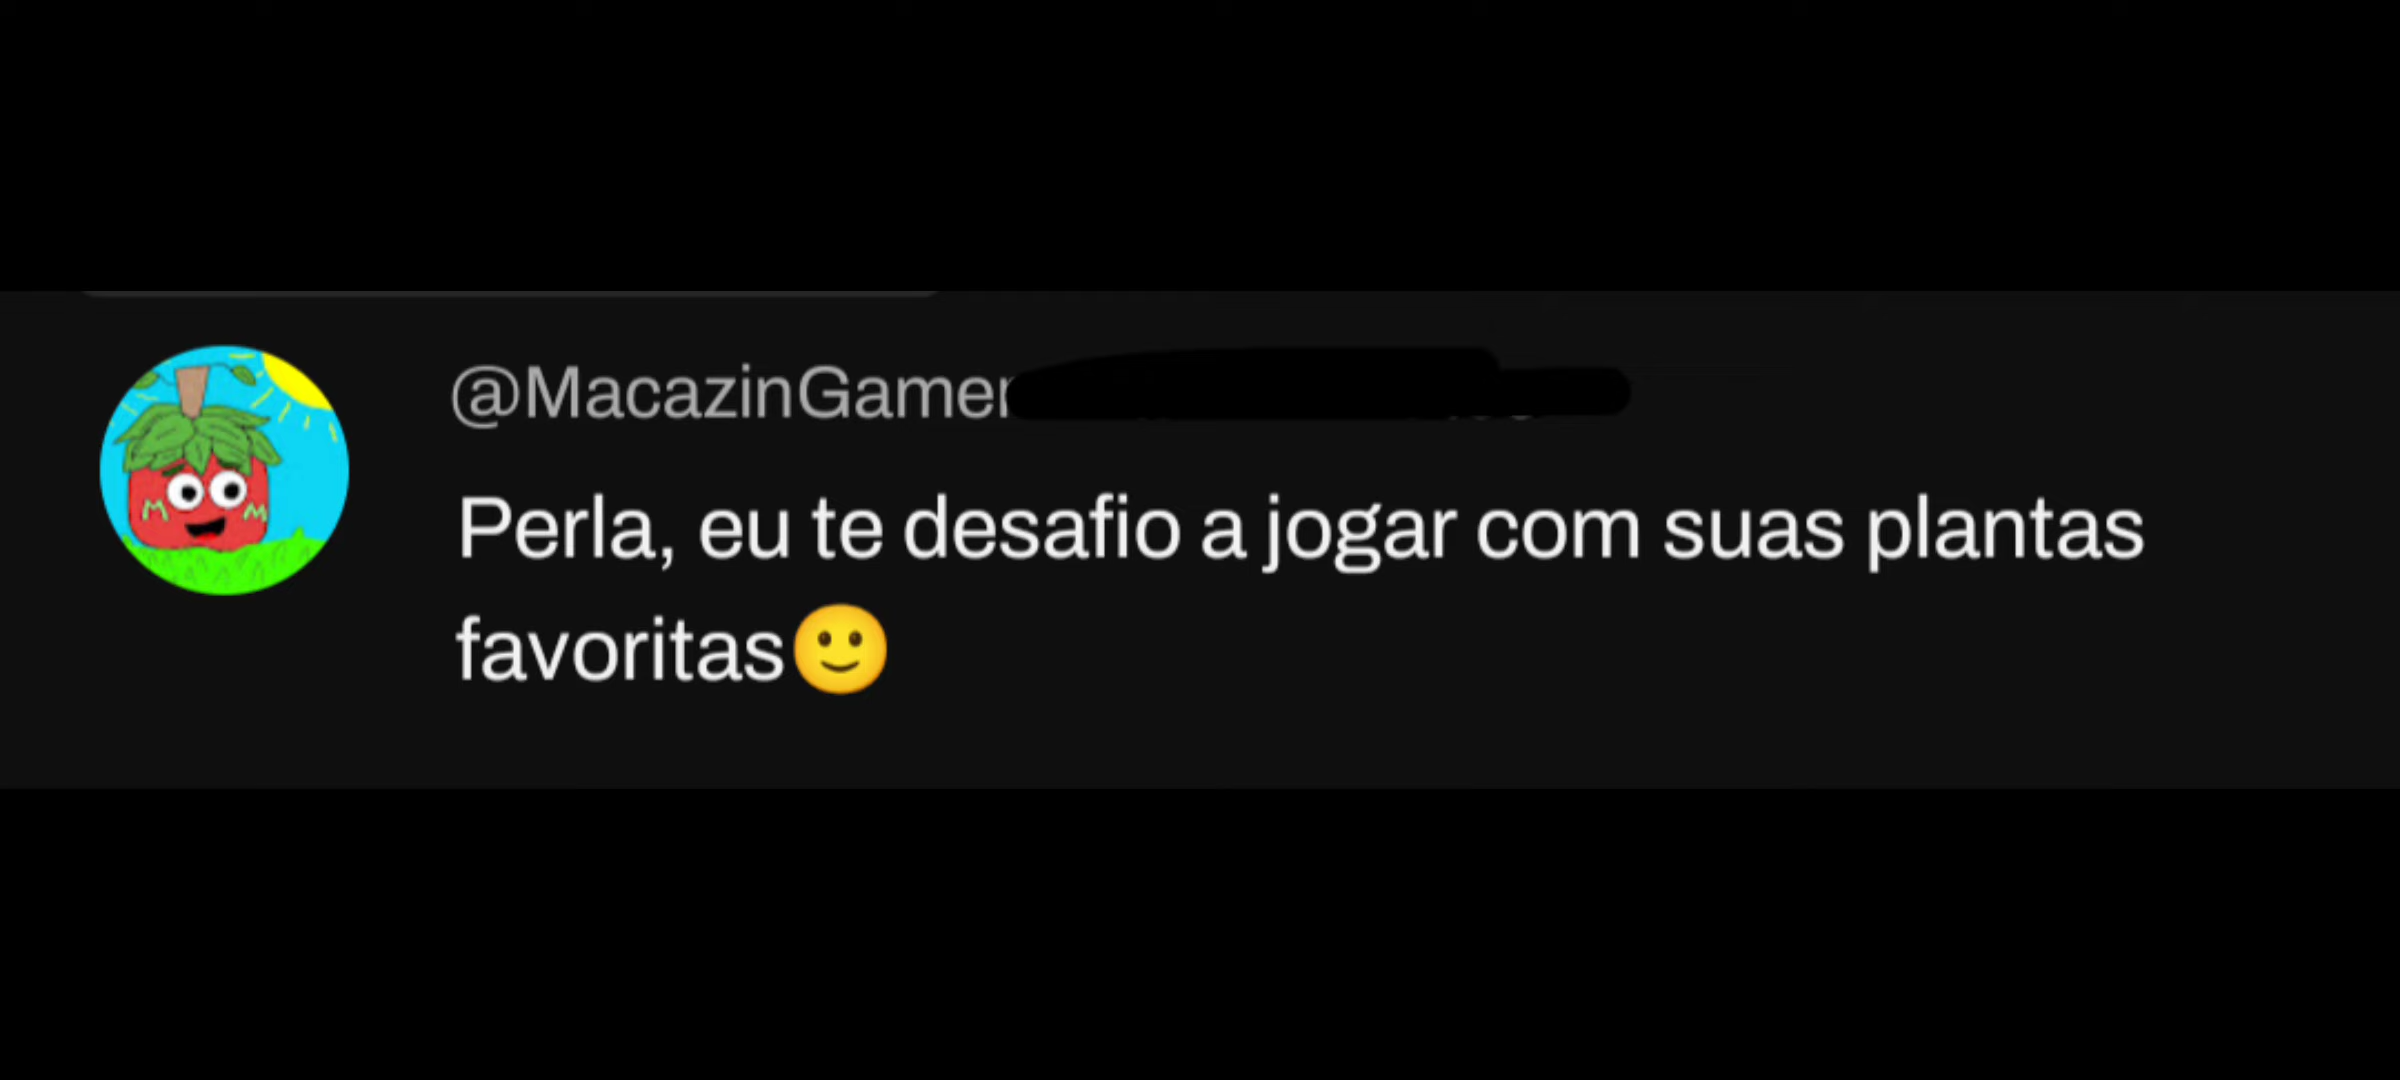 @MacazinGamer
Perla, eu te desafio a jogar com suas plantas
favoritas🙂